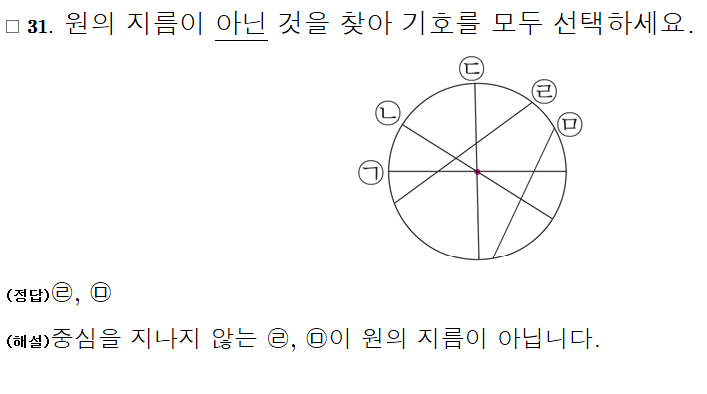 □ 31. 원의 지름이 아닌 것을 찾아 기호를 모두 선택하세요.
㉢
㉣
㉡
㉤
㉠
(정답)㉣, ㉤
(해설)중심을 지나지 않는 ㉣, ㉤이 원의 지름이 아닙니다.